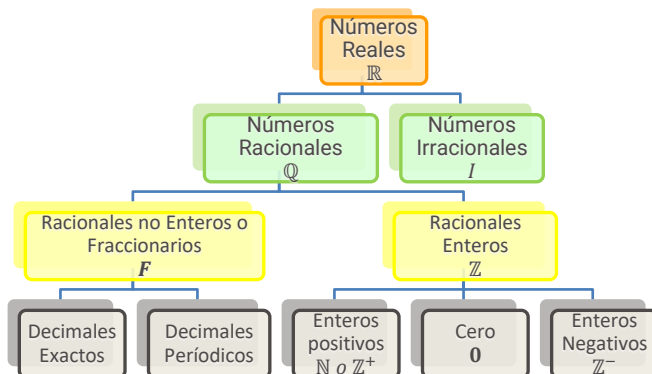 Números
Reales
ℝ
Números
Racionales
ℚ
Números
Irracionales
I
Racionales no Enteros o
Fraccionarios
F
Racionales
Enteros
ℤ
Decimales
Exactos
Decimales
Períodicos
Enteros
positivos
ℕ o ℤ⁺
Cero
0
Enteros
Negativos
ℤ⁻